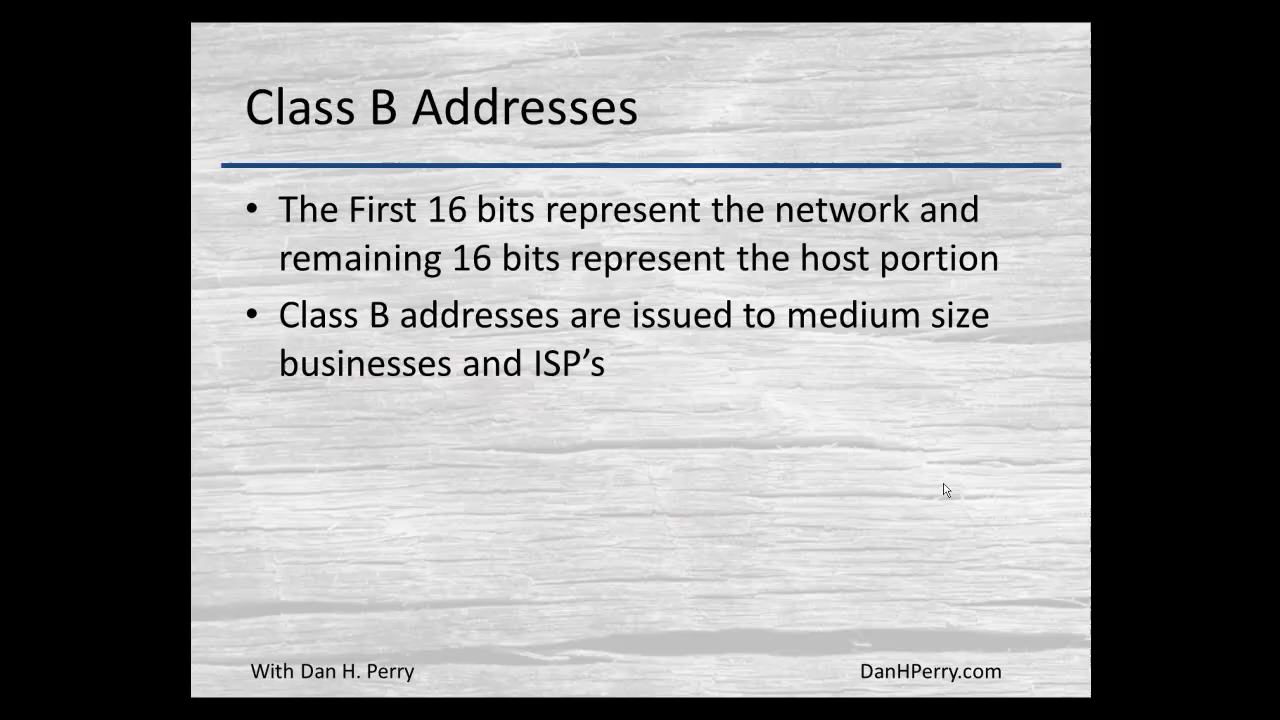 Class B Addresses
• The First 16 bits represent the network and
remaining 16 bits represent the host portion
• Class B addresses are issued to medium size
businesses and ISP’s
With Dan H. Perry
DanHPerry.com